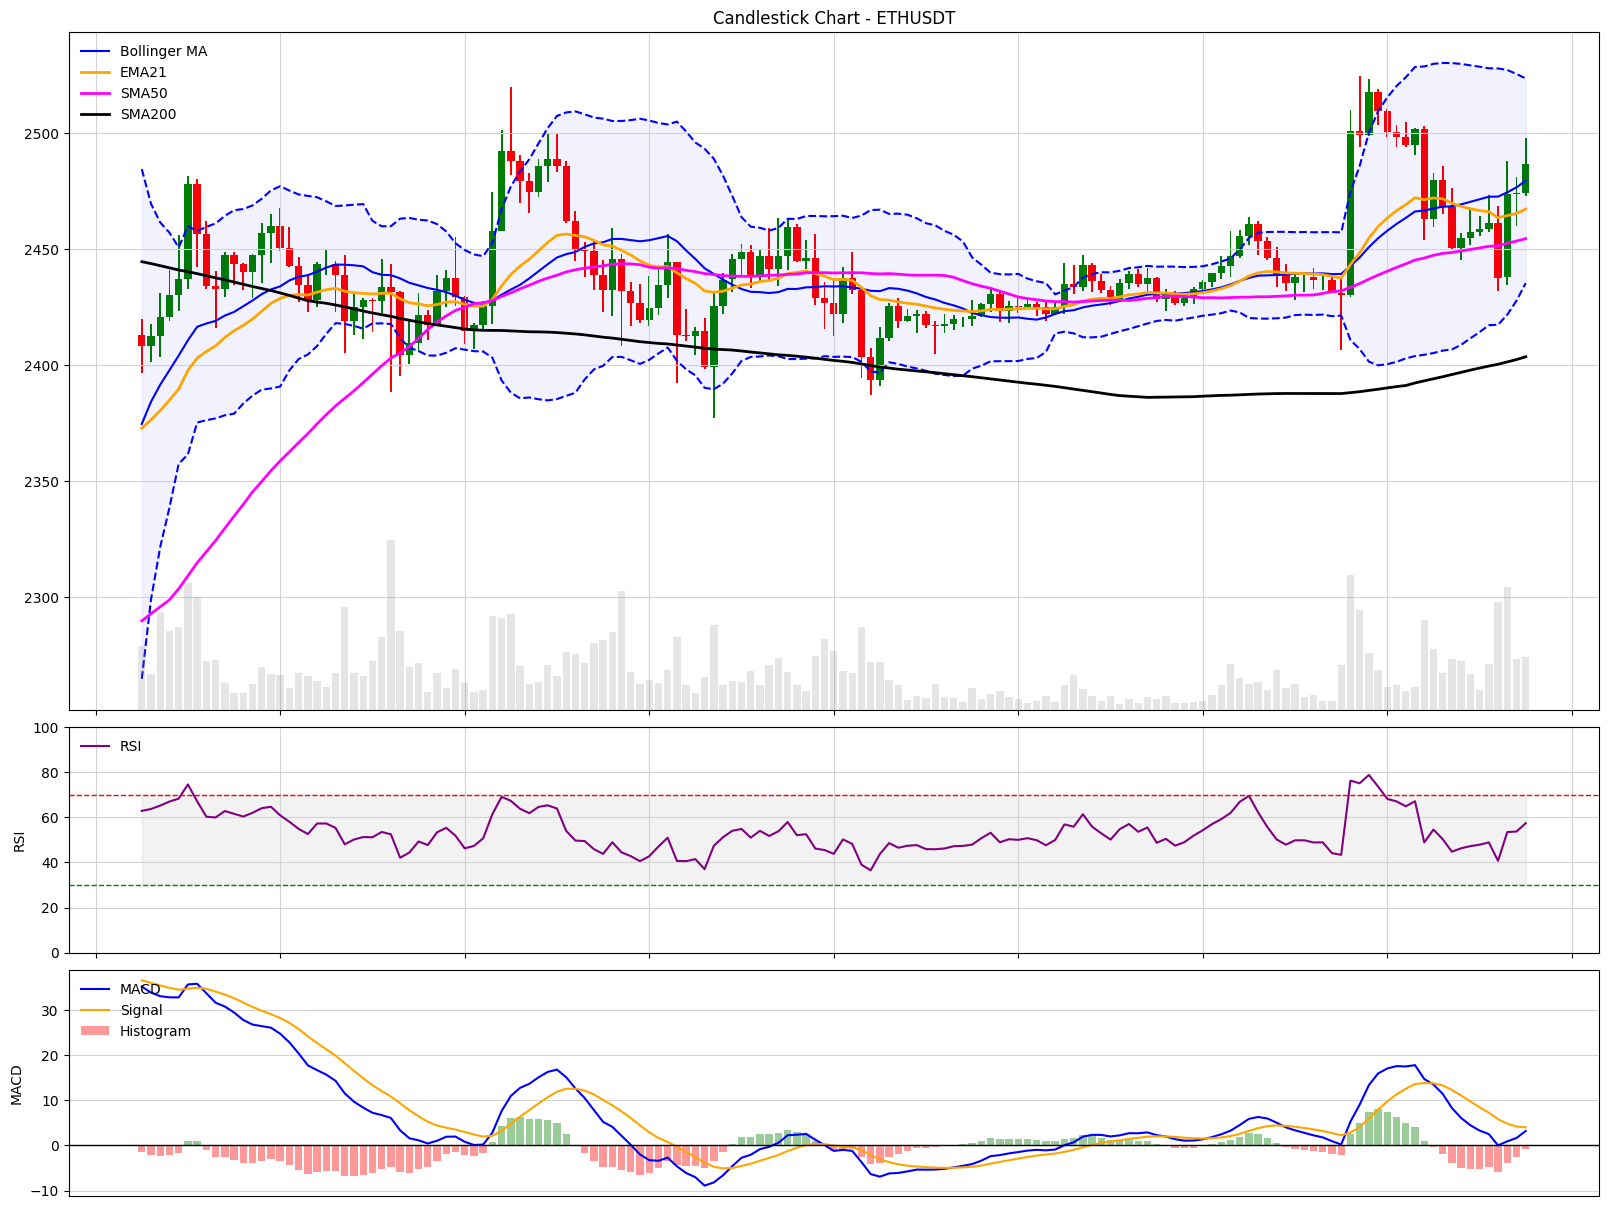 Candlestick Chart - ETHUSDT
Bollinger MA
EMA21
SMA50
SMA200
2500
2450
2400
2350
2300
100
80
60
40
20
0
RSI
RSI
30
20
10
0
−10
MACD
MACD
Signal
Histogram